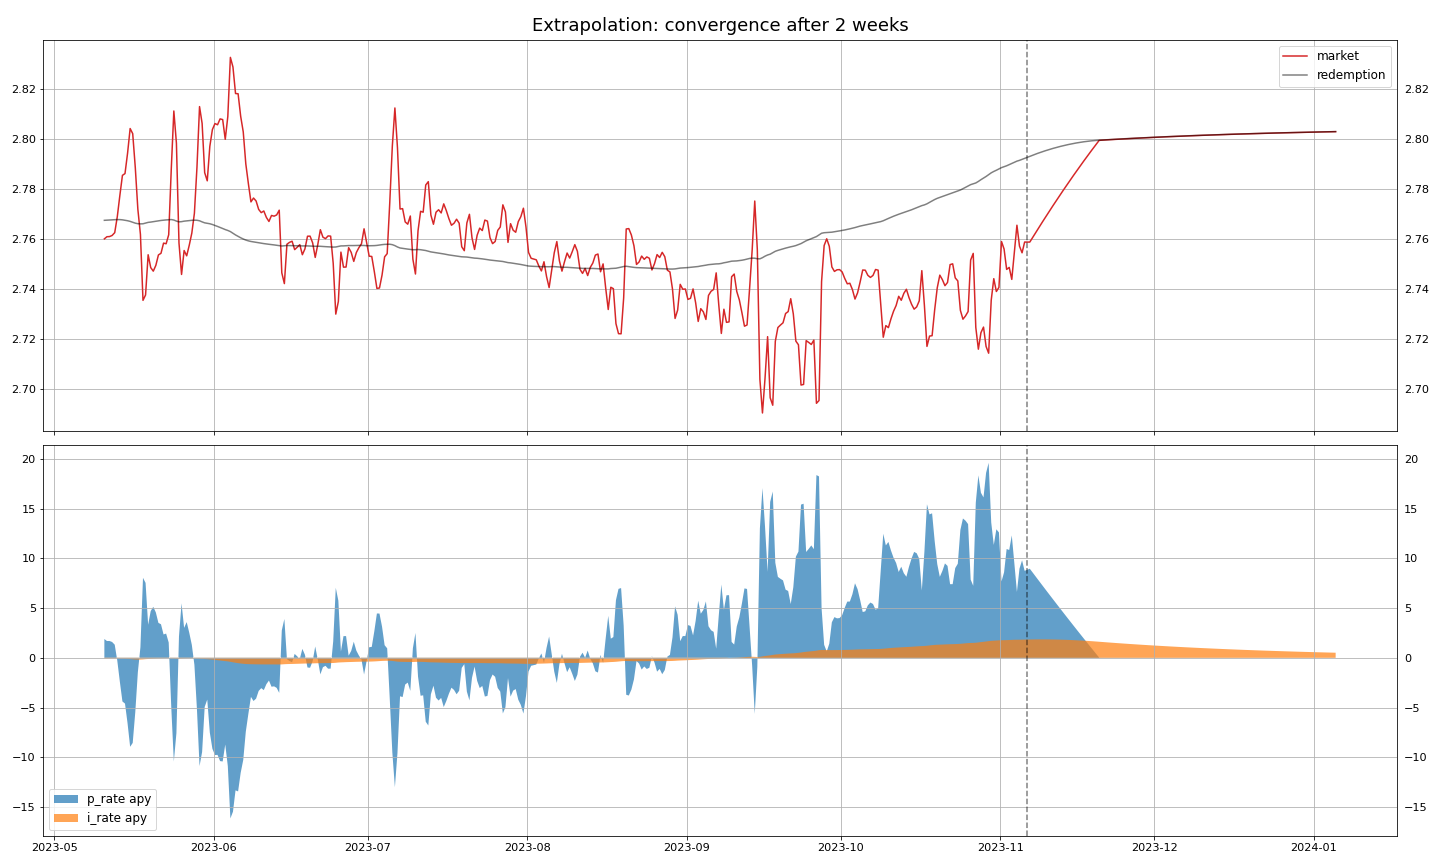 Extrapolation: convergence after 2 weeks
market
redemption
2.82 2.82
2.80 2.80
2.78 2.78
2.76 2.76
2.74 2.74
2.72 2.72
2.70 2.70
20 20
15 15
10 10
5 5
0 0
−5 −5
−10 −10
−15 −15
p_rate apy
i_rate apy
2023-05 2023-06 2023-07 2023-08 2023-09 2023-10 2023-11 2023-12 2024-01